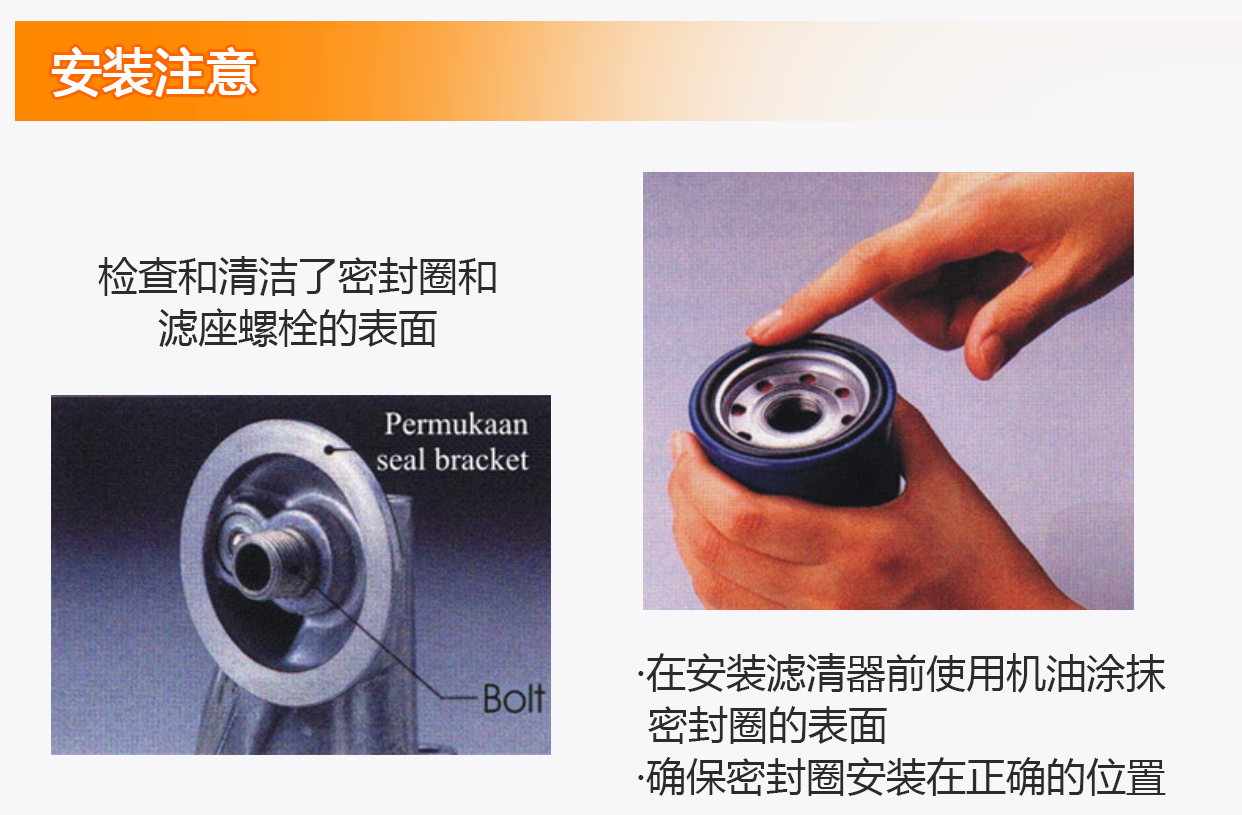 安装注意
检查和清洁了密封圈和
滤座螺栓的表面
Permukaan
seal bracket
Bolt
·在安装滤清器前使用机油涂抹
密封圈的表面
·确保密封圈安装在正确的位置